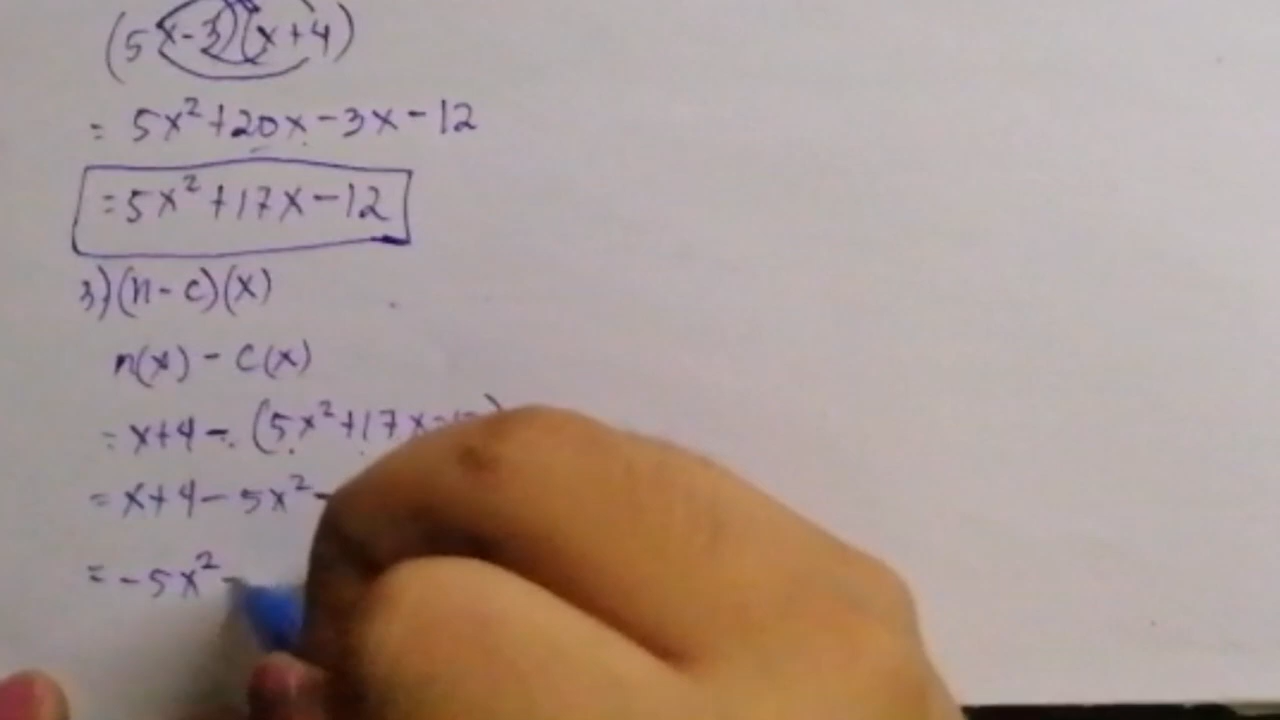 (5x-3)(x+4)
= 5x²+20x-3x-12
=5x²+17x-12
3)(n-c)(x)
n(x) - c(x)
= x+4- (5x²+17x
= x+4-5x²-
= -5x²-